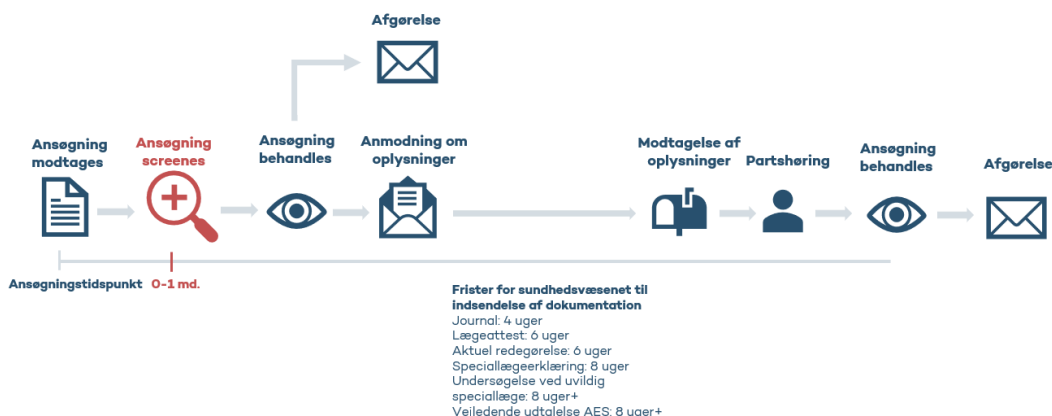 Afgørelse
Ansøgning
modtages
Ansøgning
screenes
Ansøgning
behandles
Anmodning om
oplysninger
Modtagelse af
oplysninger
Partshøring
Ansøgning
behandles
Afgørelse
Ansøgningstidspunkt
0-1 md.
Frister for sundhedsvæsenet til
indsendelse af dokumentation
Journal: 4 uger
Lægeattest: 6 uger
Aktuel redegørelse: 6 uger
Speciallægeerklæring: 8 uger
Undersøgelse ved uvildig
speciallæge: 8 uger+
Vejledende udtalelse AES: 8 uger+